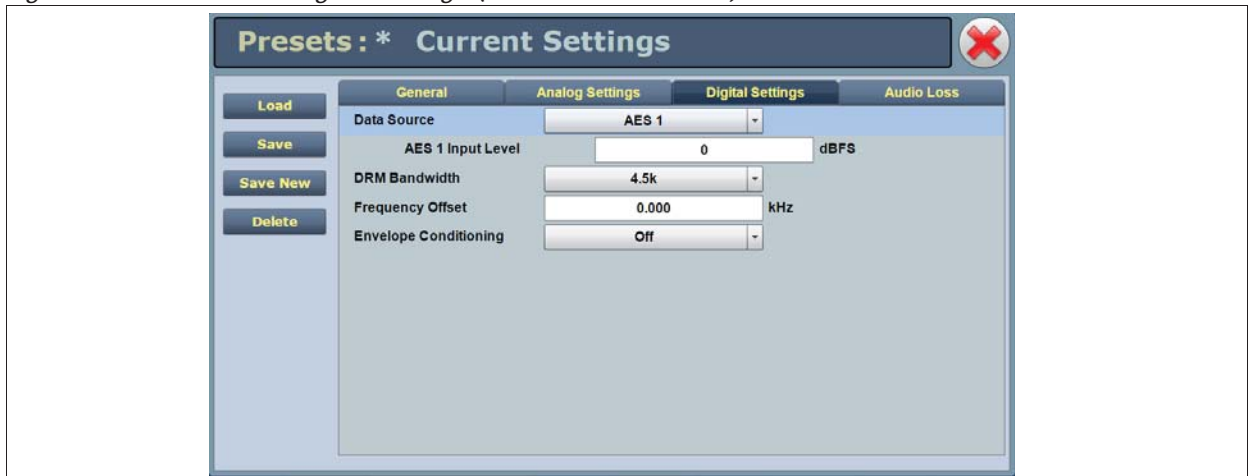 Presets:* Current Settings
General Analog Settings Digital Settings Audio Loss
Load
Save
Save New
Delete
Data Source AES 1
AES 1 Input Level 0 dBFS
DRM Bandwidth 4.5k
Frequency Offset 0.000 kHz
Envelope Conditioning Off